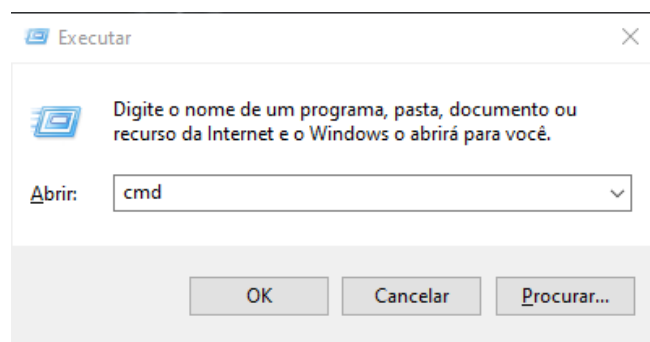 Executar
Digite o nome de um programa, pasta, documento ou
recurso da Internet e o Windows o abrirá para você.
Abrir: cmd
OK Cancelar Procurar...